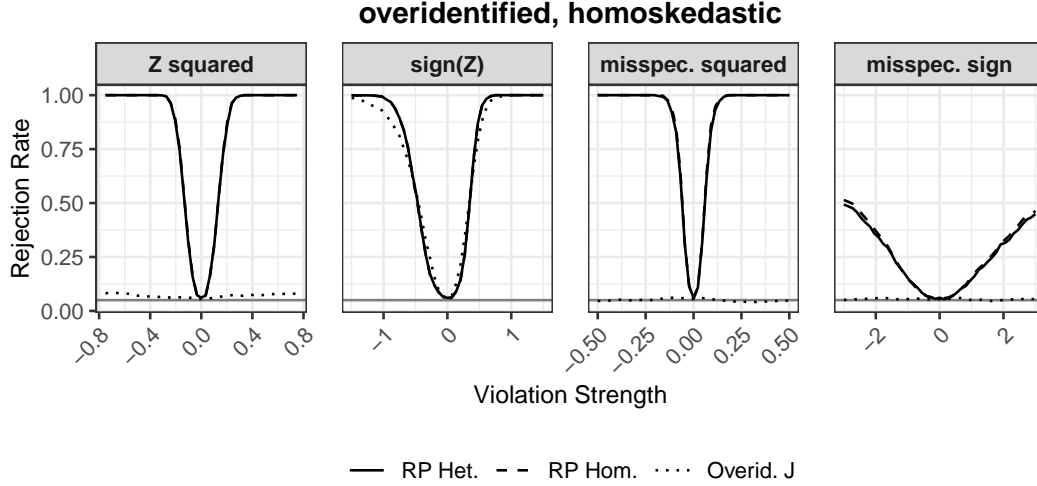 overidentified, homoskedastic
Z squared
sign(Z)
misspec. squared
misspec. sign
Rejection Rate
1.00
0.75
0.50
0.25
0.00
−0.8
−0.4
0.0
0.4
0.8
−1
0
1
−0.50
−0.25
0.00
0.25
0.50
−2
0
2
Violation Strength
RP Het.
RP Hom.
Overid. J